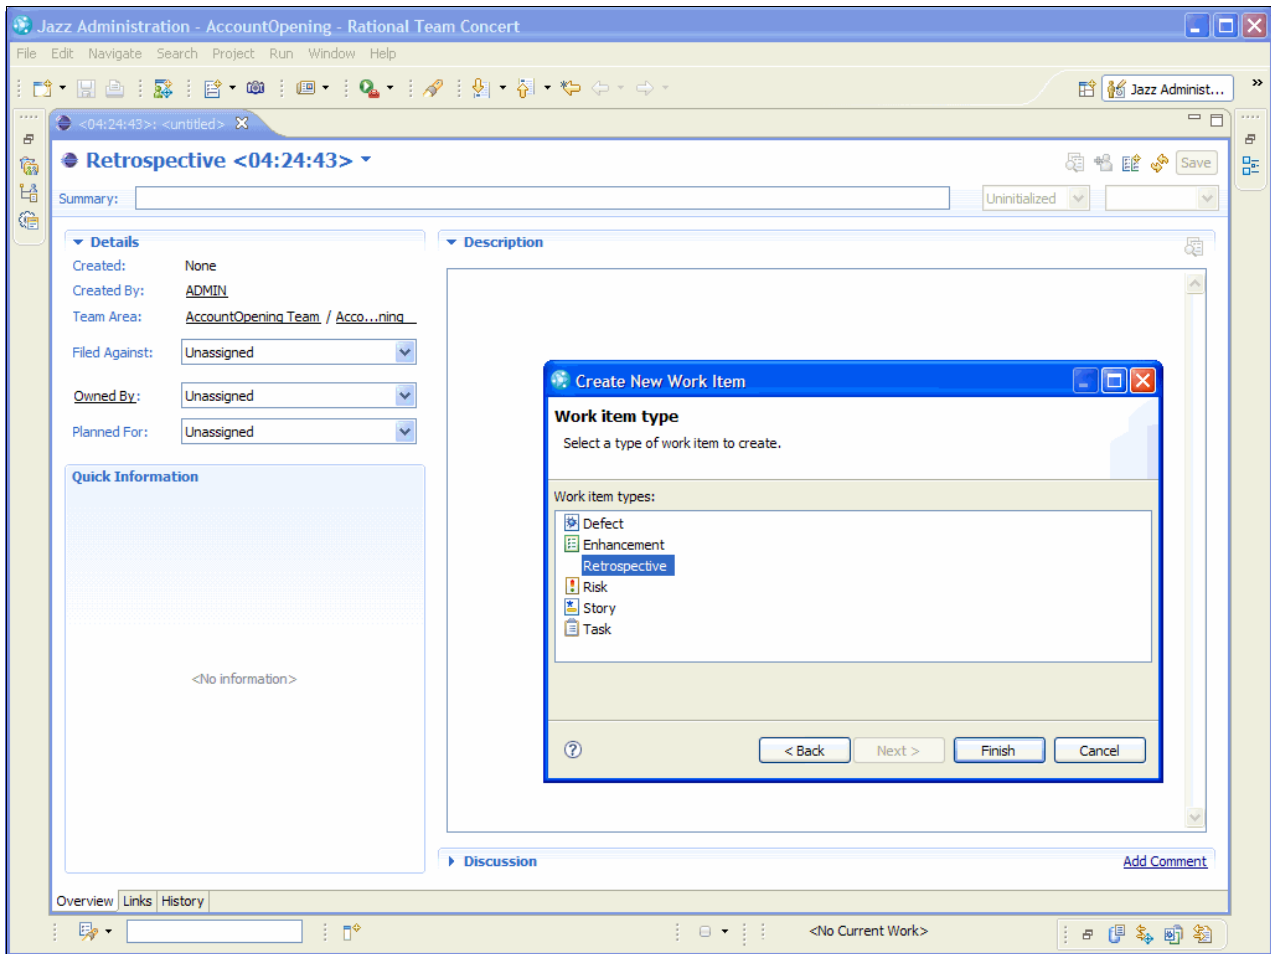 Jazz Administration - AccountOpening - Rational Team Concert
File Edit Navigate Search Project Run Window Help
Jazz Administ... »
<04:24:43>: <untitled>
Retrospective <04:24:43>
Save
Summary:
Uninitialized
Details
Description
Created: None
Created By: ADMIN
Team Area: AccountOpening Team / Acco...ning
Filed Against: Unassigned
Owned By: Unassigned
Planned For: Unassigned
Quick Information
<No information>
Create New Work Item
Work item type
Select a type of work item to create.
Work item types:
Defect
Enhancement
Retrospective
Risk
Story
Task
? < Back Next > Finish Cancel
Discussion Add Comment
Overview Links History
<No Current Work>